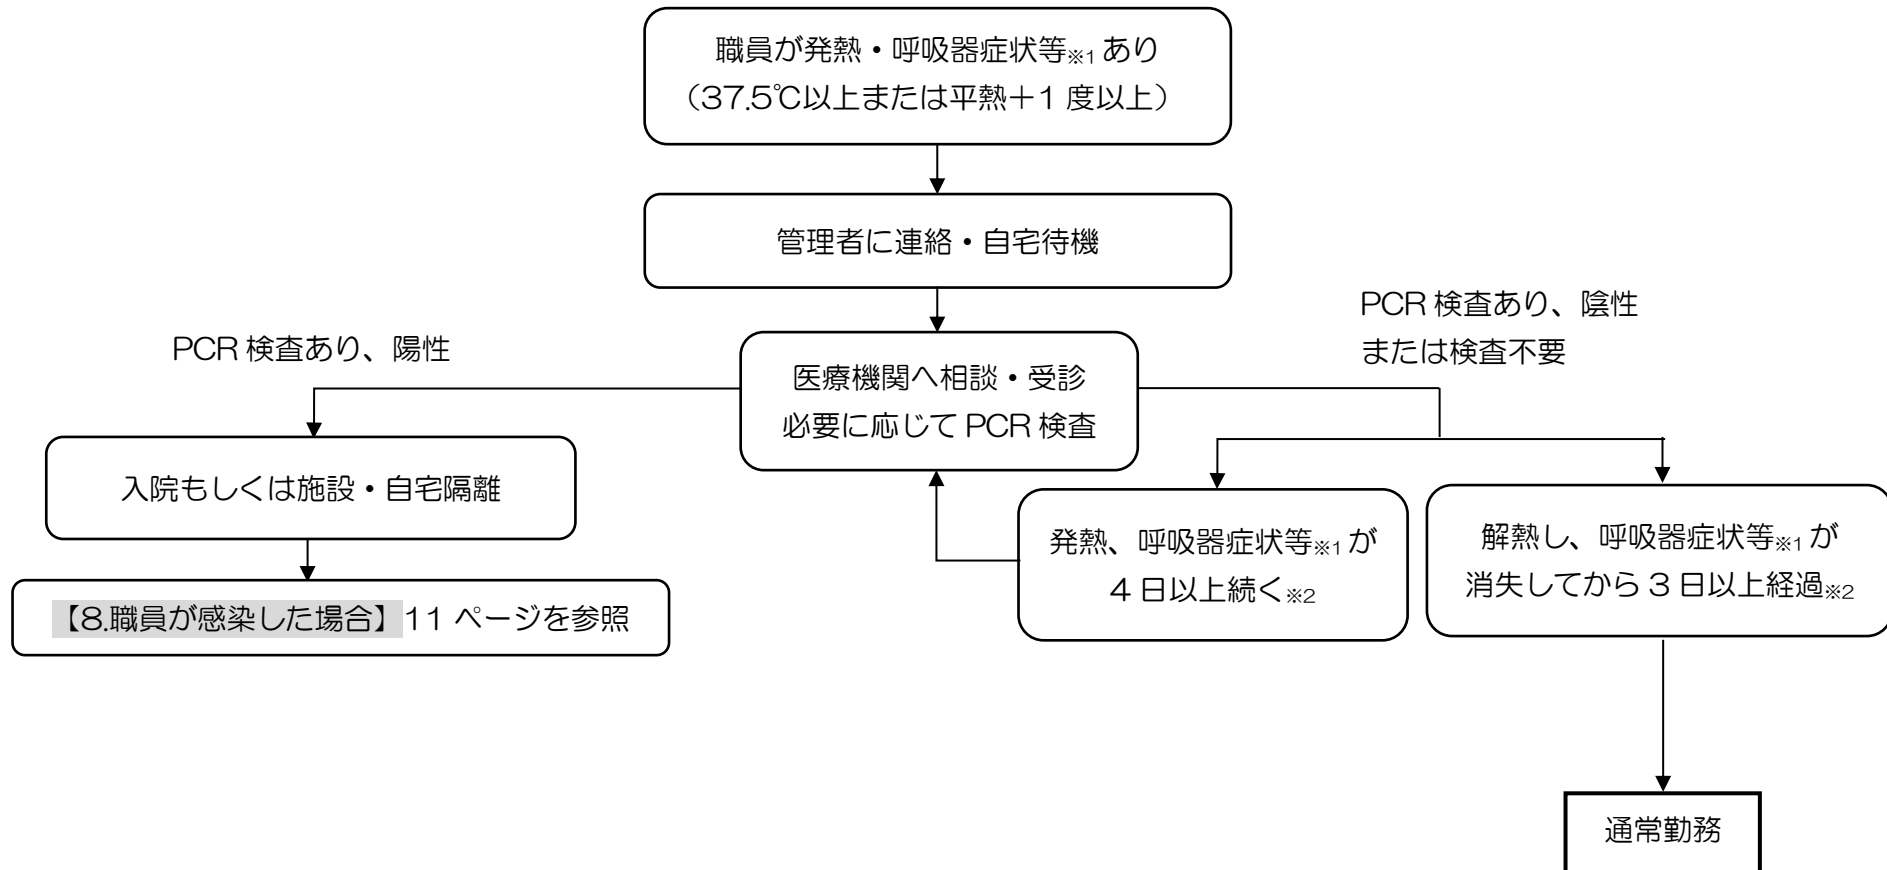 職員が発熱・呼吸器症状等※1あり
（37.5℃以上または平熱＋1 度以上）
管理者に連絡・自宅待機
PCR 検査あり、陽性
PCR 検査あり、陰性
または検査不要
医療機関へ相談・受診
必要に応じて PCR 検査
入院もしくは施設・自宅隔離
発熱、呼吸器症状等※1が
4 日以上続く※2
解熱し、呼吸器症状等※1が
消失してから 3 日以上経過※2
【8.職員が感染した場合】11 ページを参照
通常勤務